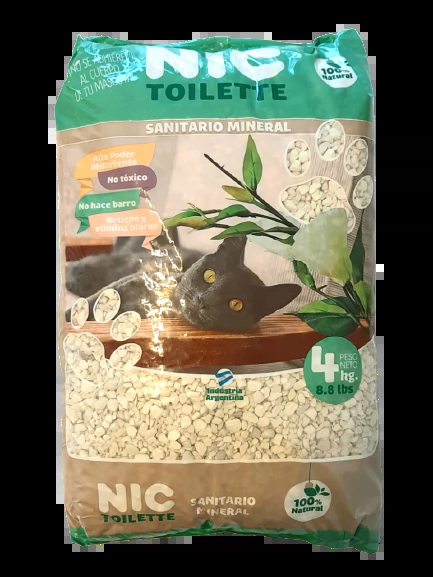 NO SE ADHIERE
AL CUERPO
DE TU MASCOTA
NIC
TOILETTE
100%
Natural
SANITARIO MINERAL
Alto Poder
Absorbente
No tóxico
No hace barro
Retiene y
elimina olores
4 PESO
NETO
kg.
8.8 lbs
Industria
Argentina
NIC
TOILETTE
SANITARIO
MINERAL
100%
Natural